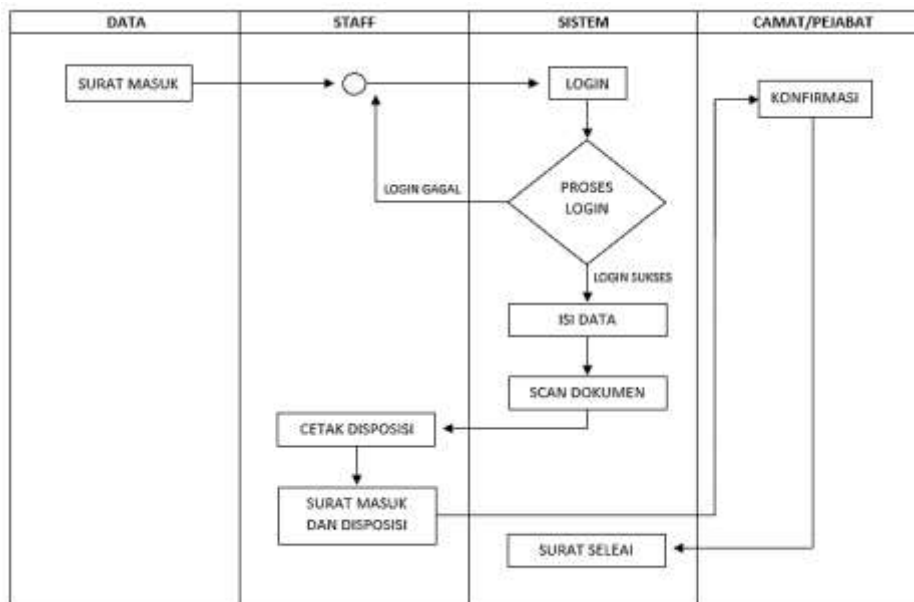 DATA
STAFF
SISTEM
CAMAT/PEJABAT
SURAT MASUK
LOGIN
KONFIRMASI
PROSES
LOGIN
LOGIN GAGAL
LOGIN SUKSES
ISI DATA
SCAN DOKUMEN
CETAK DISPOSISI
SURAT MASUK
DAN DISPOSISI
SURAT SELEAI